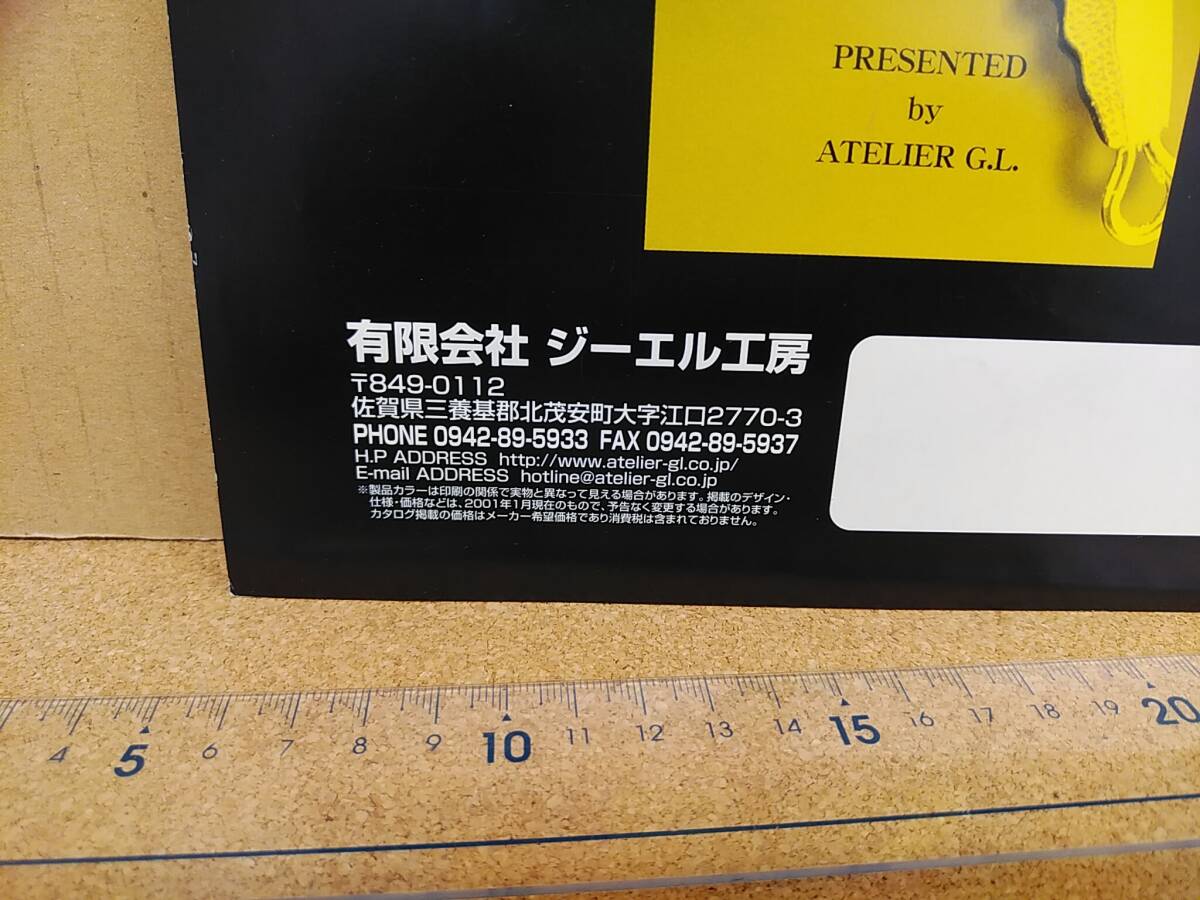 PRESENTED
by
ATELIER G.L.
有限会社 ジーエル工房
〒849-0112
佐賀県三養基郡北茂安町大字江口2770-3
PHONE 0942-89-5933 FAX 0942-89-5937
H.P ADDRESS http://www.atelier-gl.co.jp/
E-mail ADDRESS hotline@atelier-gl.co.jp
※製品カラーは印刷の関係で実物と異なって見える場合があります。掲載のデザイン・
仕様・価格などは、2001年1月現在のもので、予告なく変更する場合があります。
カタログ掲載の価格はメーカー希望価格であり消費税は含まれておりません。
4 5 6 7 8 9 10 11 12 13 14 15 16 17 18 19 20